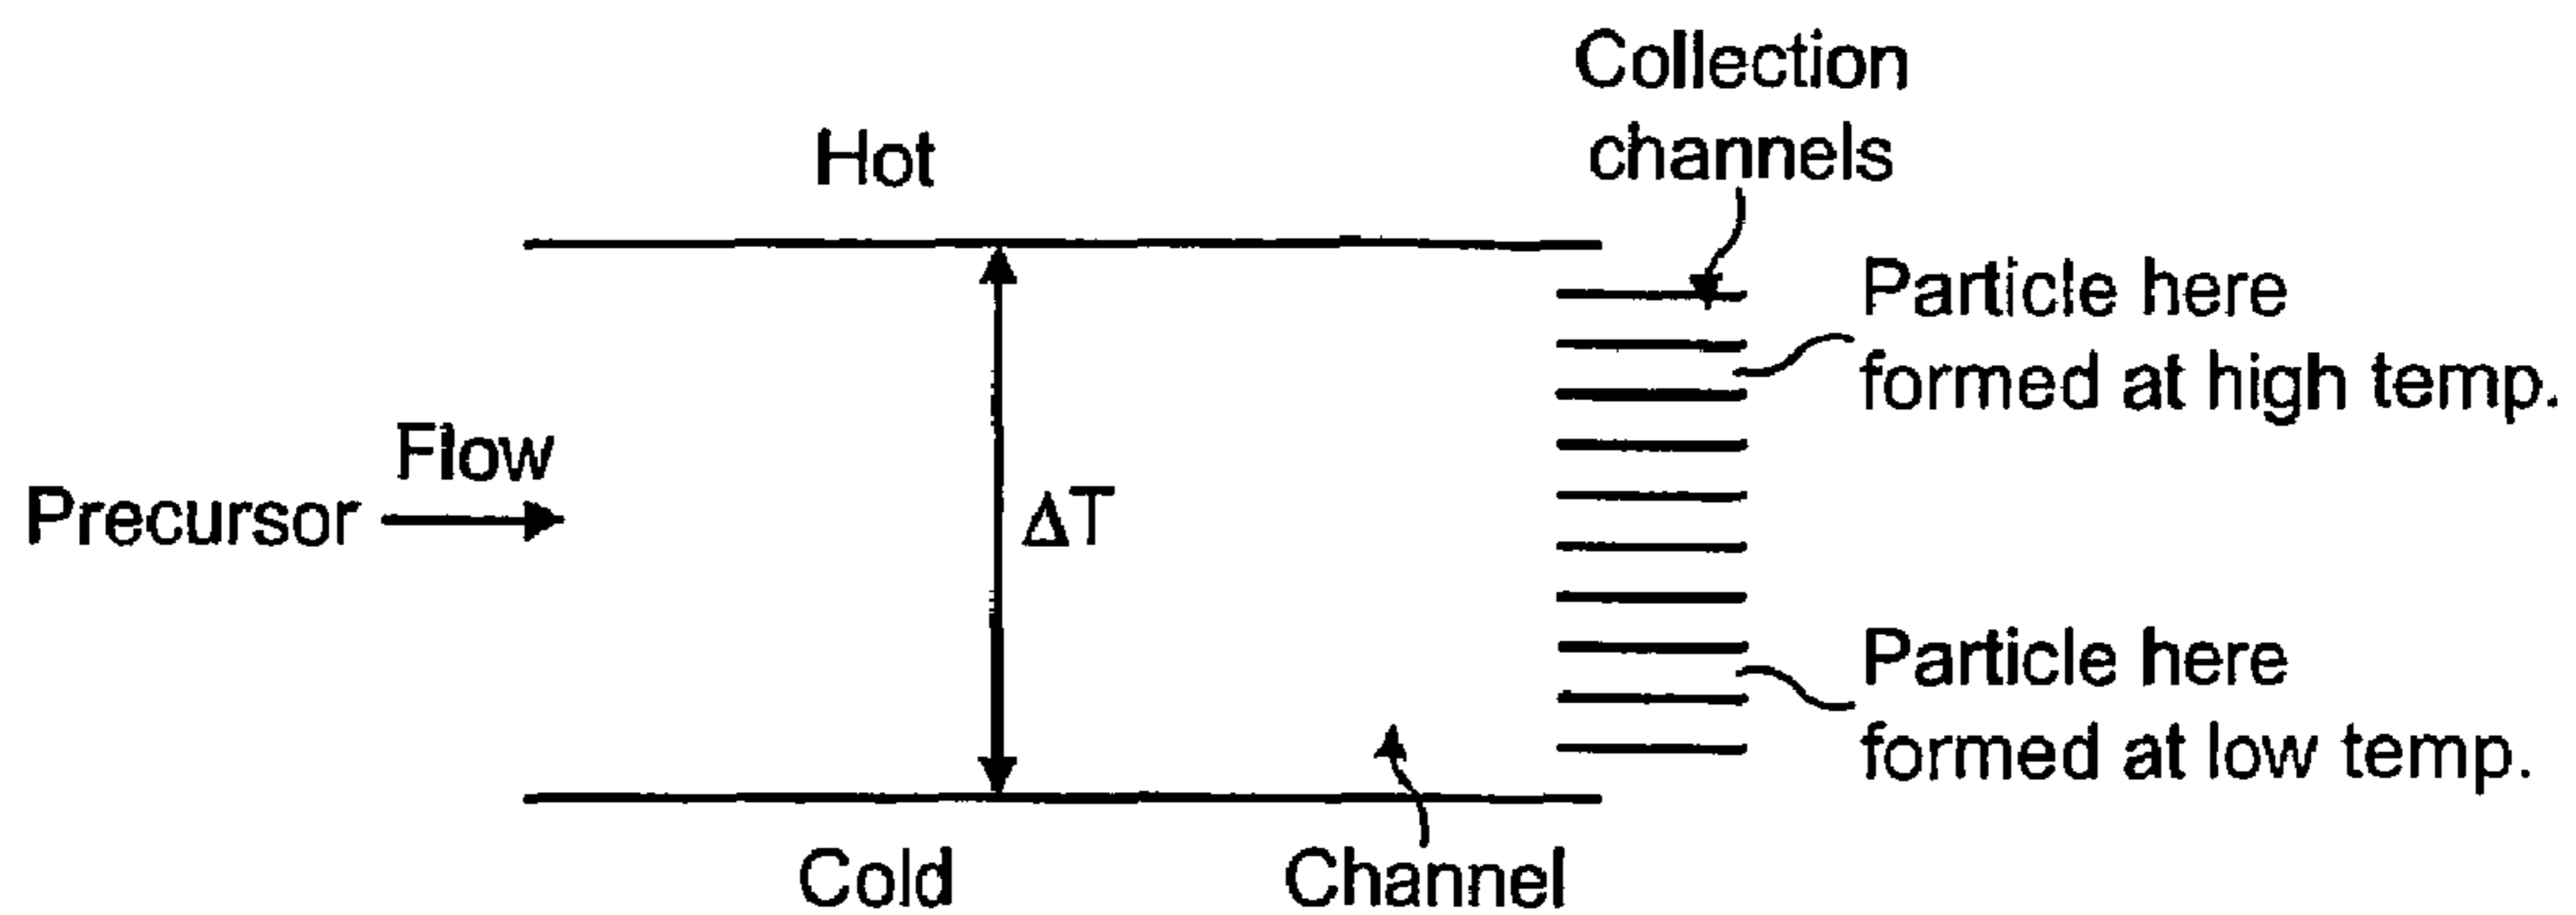 Collection
channels
Hot
Particle here
formed at high temp.
Flow
Precursor
ΔT
Particle here
formed at low temp.
Cold
Channel